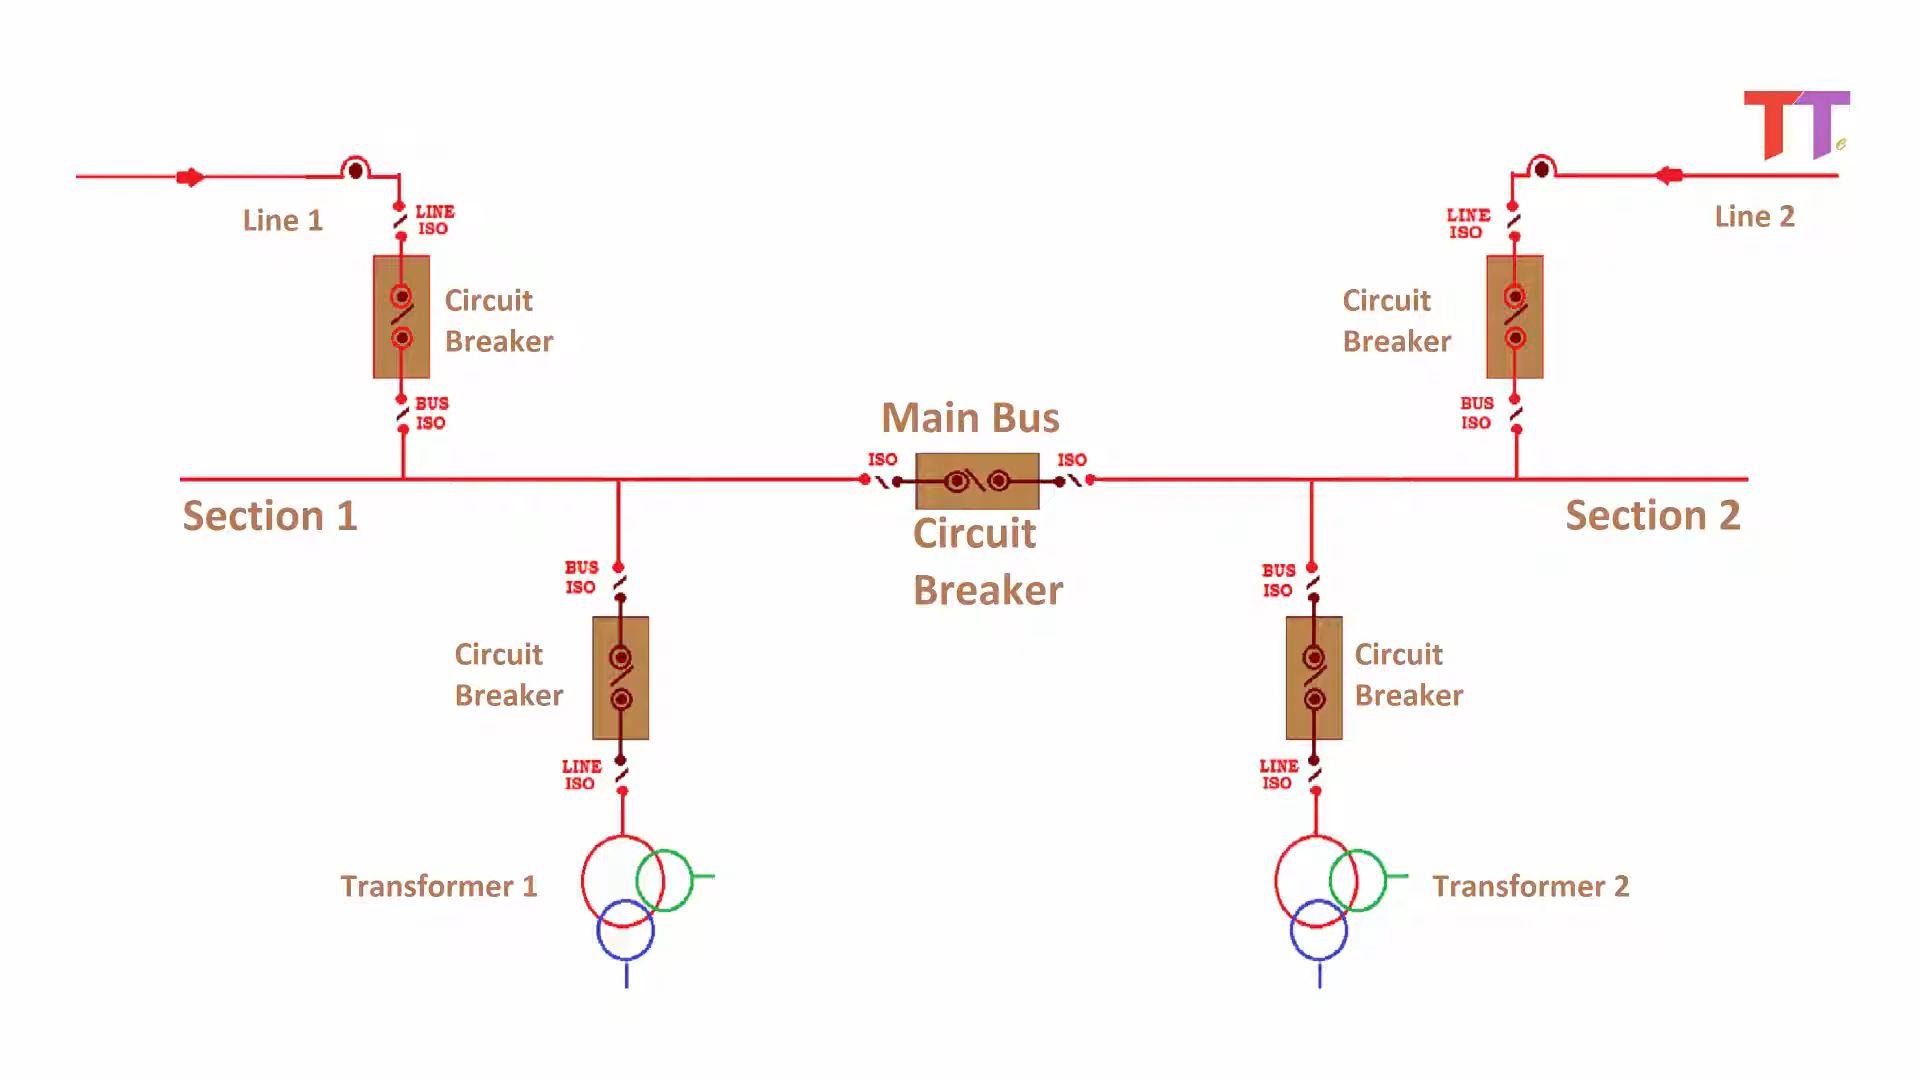 TTe
Line 1
LINE
ISO
Circuit
Breaker
BUS
ISO
Line 2
LINE
ISO
Circuit
Breaker
BUS
ISO
Main Bus
ISO
ISO
Circuit
Breaker
Section 1
Section 2
BUS
ISO
Circuit
Breaker
LINE
ISO
Transformer 1
BUS
ISO
Circuit
Breaker
LINE
ISO
Transformer 2